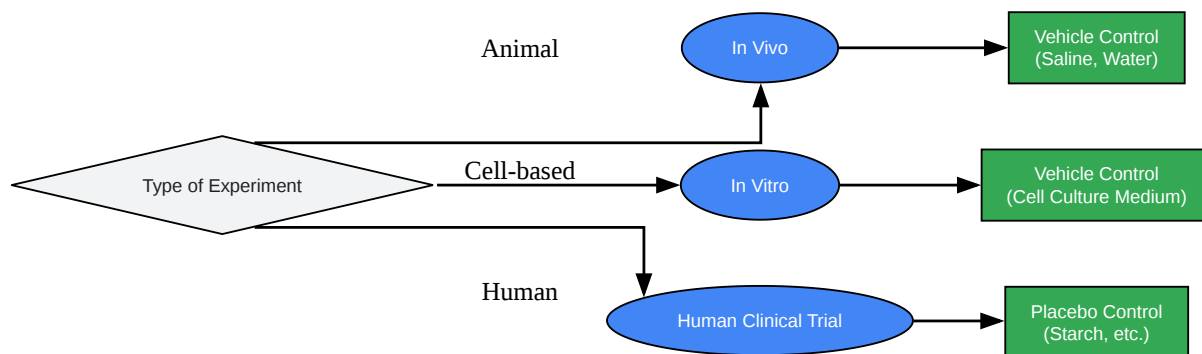 Animal
In Vivo
Vehicle Control
(Saline, Water)
Type of Experiment
Cell-based
In Vitro
Vehicle Control
(Cell Culture Medium)
Human
Human Clinical Trial
Placebo Control
(Starch, etc.)